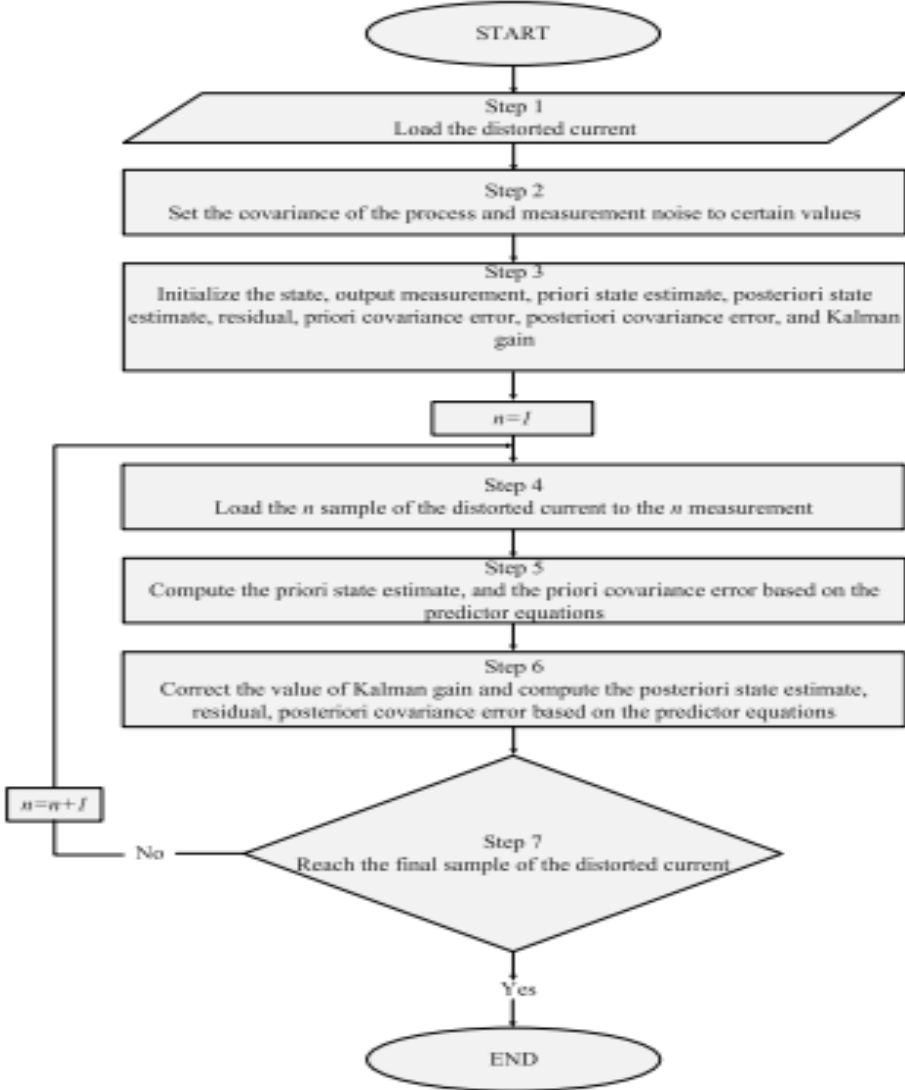 START
Step 1
Load the distorted current
Step 2
Set the covariance of the process and measurement noise to certain values
Step 3
Initialize the state, output measurement, priori state estimate, posteriori state
estimate, residual, priori covariance error, posteriori covariance error, and Kalman
gain
n=1
Step 4
Load the n sample of the distorted current to the n measurement
Step 5
Compute the priori state estimate, and the priori covariance error based on the
predictor equations
Step 6
Correct the value of Kalman gain and compute the posteriori state estimate,
residual, posteriori covariance error based on the predictor equations
n=n+1
No
Step 7
Reach the final sample of the distorted current
Yes
END